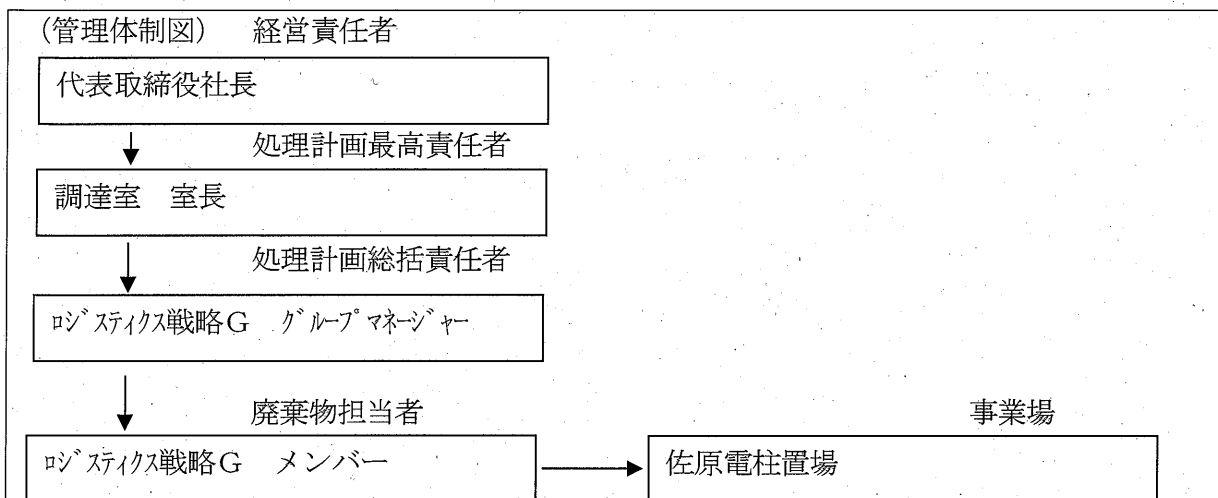 (管理体制図)　経営責任者
代表取締役社長
処理計画最高責任者
調達室　室長
処理計画総括責任者
ﾛｼﾞｽﾃｨｸｽ戦略G　ｸﾞﾙｰﾌﾟﾏﾈｰｼﾞｬｰ
廃棄物担当者　事業場
ﾛｼﾞｽﾃｨｸｽ戦略G　メンバー　佐原電柱置場